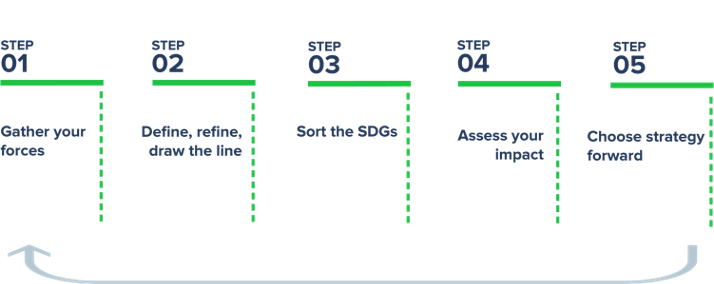 STEP
01
Gather your
forces
STEP
02
Define, refine,
draw the line
STEP
03
Sort the SDGs
STEP
04
Assess your
impact
STEP
05
Choose strategy
forward